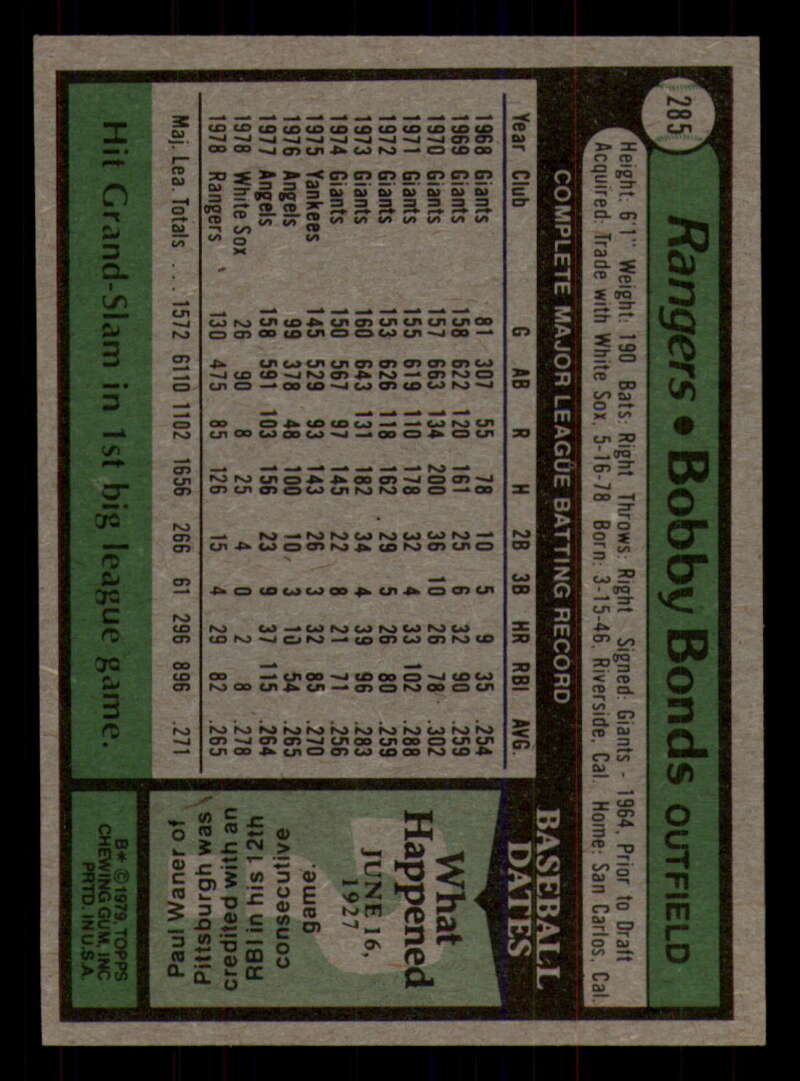 285
Rangers • Bobby Bonds OUTFIELD
Height: 6'1" Weight: 190 Bats: Right Throws: Right Signed: Giants - 1964, Prior to Draft
Acquired: Trade with White Sox, 5-16-78 Born: 3-15-46, Riverside, Cal. Home: San Carlos, Cal.
COMPLETE MAJOR LEAGUE BATTING RECORD
Year Club G AB R H 2B 3B HR RBI AVG.
1968 Giants 81 307 55 78 10 5 9 35 .254
1969 Giants 158 622 120 161 25 6 32 90 .259
1970 Giants 157 663 134 200 36 10 26 78 .302
1971 Giants 155 619 110 178 32 4 33 102 .288
1972 Giants 153 626 118 162 29 5 26 80 .259
1973 Giants 160 643 131 182 34 4 39 96 .283
1974 Giants 150 567 97 145 22 8 21 71 .256
1975 Yankees 145 529 93 143 26 3 32 85 .270
1976 Angels 99 378 48 100 10 3 10 54 .265
1977 Angels 158 591 103 156 23 9 37 115 .264
1978 White Sox 26 90 8 25 4 0 2 8 .278
1978 Rangers 130 475 85 126 15 4 29 82 .265
Maj. Lea. Totals . . . 1572 6110 1102 1656 266 61 296 896 .271
Hit Grand-Slam in 1st big league game.
BASEBALL
DATES
What
Happened
JUNE 16,
1927
Paul Waner of
Pittsburgh was
credited with an
RBI in his 12th
consecutive
game.
B* © 1979, TOPPS
CHEWING GUM, INC
PRTD. IN U.S.A.